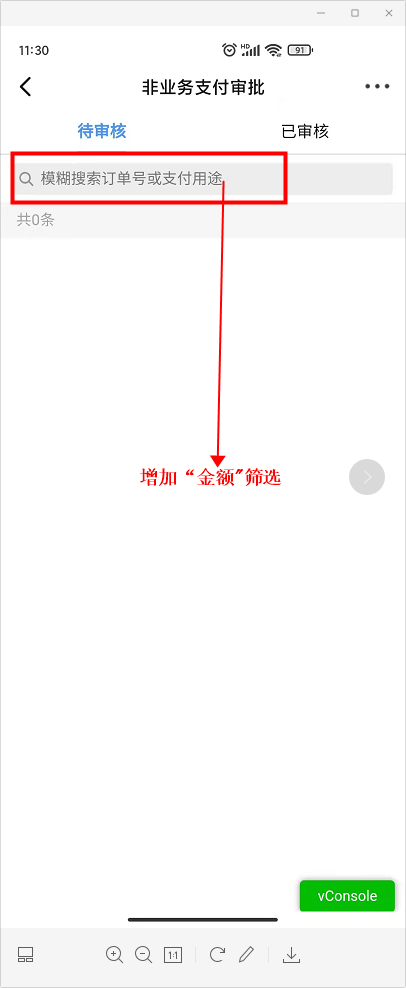 11:30 HD 91
非业务支付审批
待审核 已审核
模糊搜索订单号或支付用途
共0条
增加“金额"筛选
vConsole
1:1